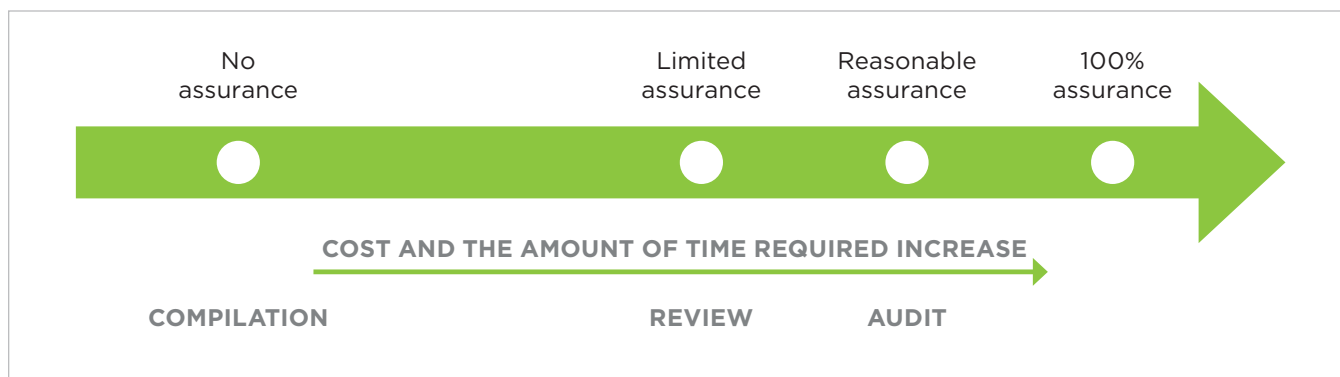 No
assurance
Limited
assurance
Reasonable
assurance
100%
assurance
COST AND THE AMOUNT OF TIME REQUIRED INCREASE
COMPILATION
REVIEW
AUDIT